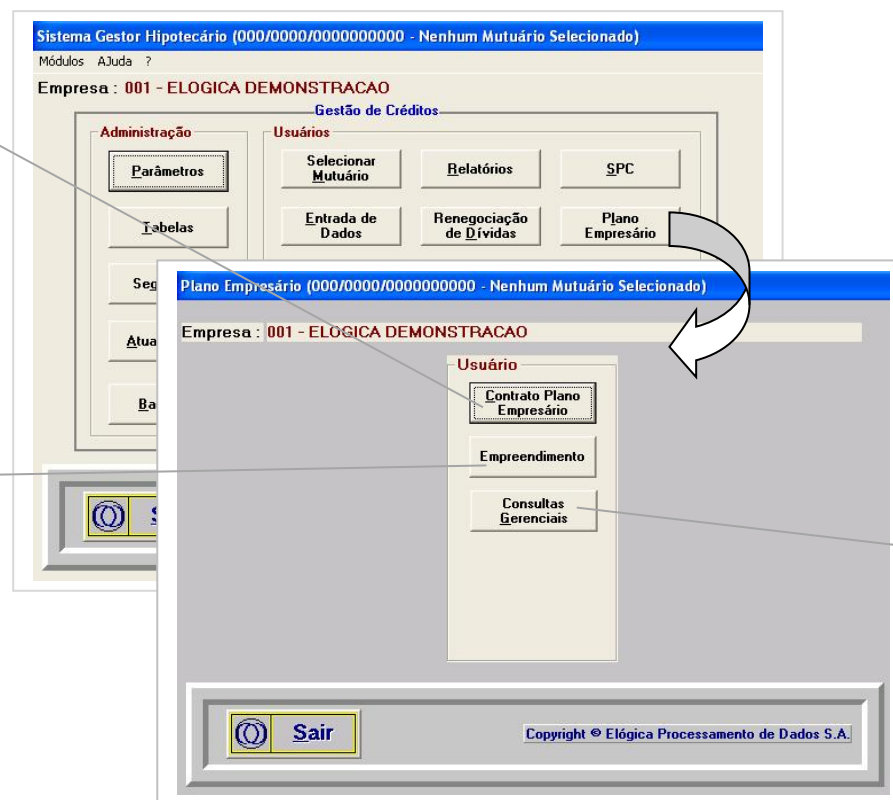 Sistema Gestor Hipotecário (000/0000/0000000000 - Nenhum Mutuário Selecionado)
Módulos AJuda ?
Empresa : 001 - ELOGICA DEMONSTRACAO
Gestão de Créditos
Administração
Usuários
Parâmetros
Selecionar
Mutuário
Relatórios
SPC
Tabelas
Entrada de
Dados
Renegociação
de Dívidas
Plano
Empresário
Seg
Atua
Ba
Plano Empresário (000/0000/0000000000 - Nenhum Mutuário Selecionado)
Empresa : 001 - ELOGICA DEMONSTRACAO
Usuário
Contrato Plano
Empresário
Empreendimento
Consultas
Gerenciais
Sair
Copyright © Elógica Processamento de Dados S.A.